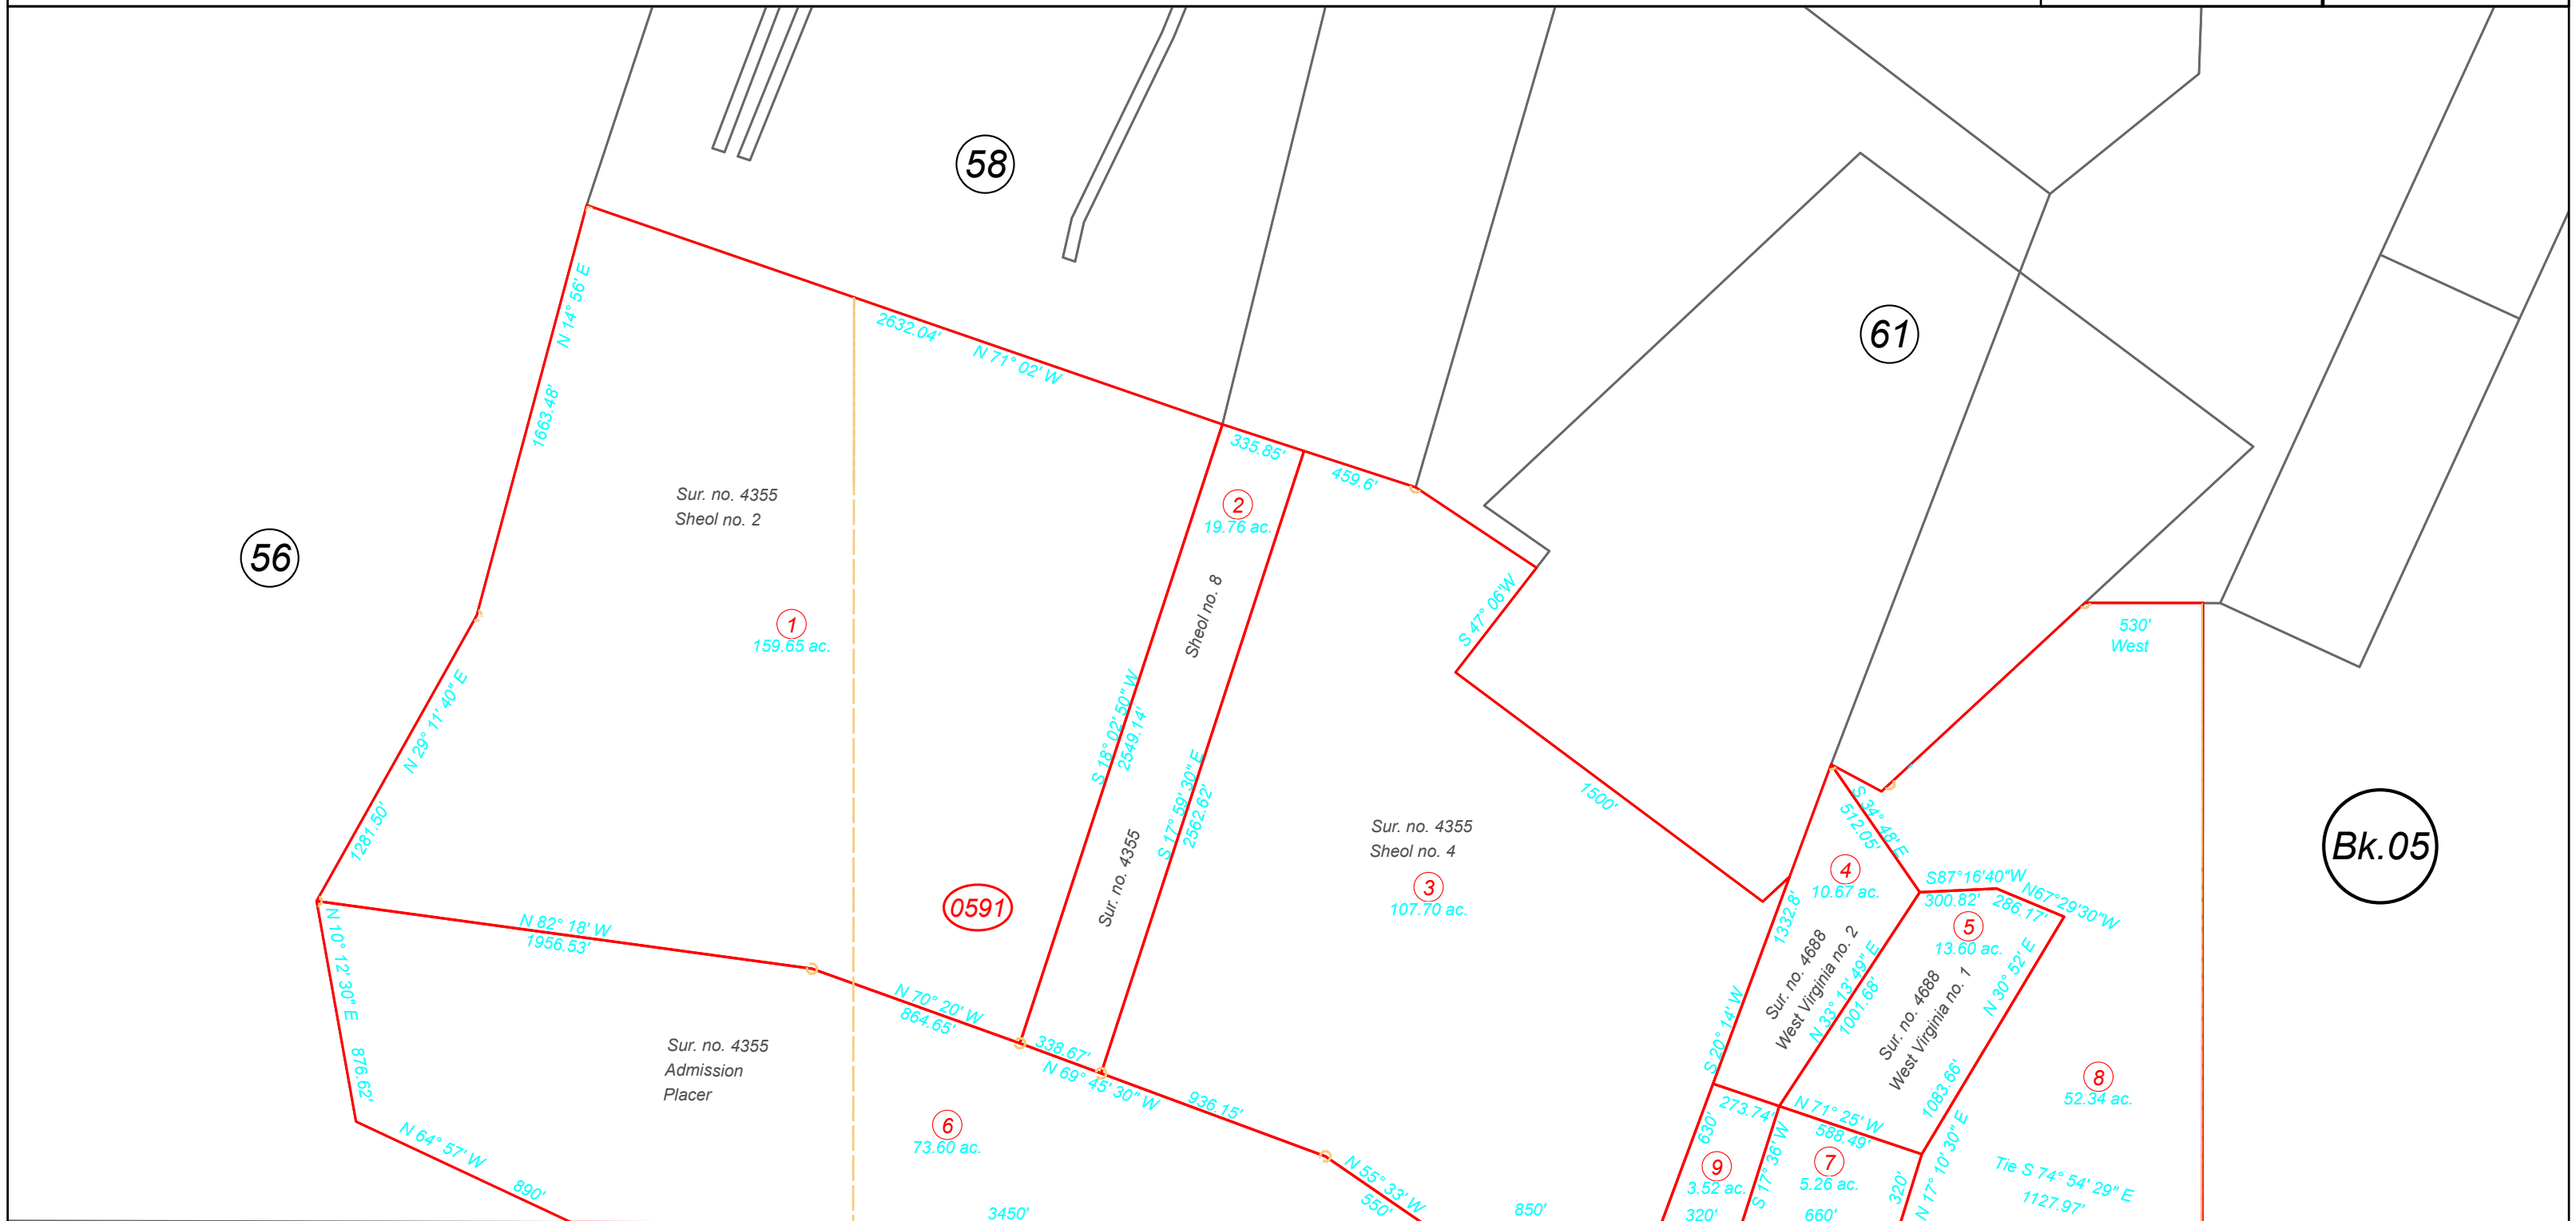 58
61
56
Bk.05
0591
N 14° 56' E
1663.48'
2632.04'
N 71° 02' W
335.85'
459.6'
Sur. no. 4355
Sheol no. 2
1
159.65 ac.
2
19.76 ac.
Sheol no. 8
Sur. no. 4355
S 47° 06'W
530'
West
N 29° 11' 40" E
1281.50'
S 18° 02' 50" W
2549.14'
S 17° 59' 30" E
2562.62'
1500'
Sur. no. 4355
Sheol no. 4
3
107.70 ac.
S 34° 48' E
512.05'
4
10.67 ac.
S87°16'40"W
300.82'
N67°29'30"W
286.17'
5
13.60 ac.
1332.8'
S 20° 14' W
Sur. no. 4688
West Virginia no. 2
N 33° 13' 49" E
1001.68'
Sur. no. 4688
West Virginia no. 1
N 30° 52' E
1083.66'
N 82° 18' W
1956.53'
N 10° 12' 30" E
876.62'
N 70° 20' W
864.65'
338.67'
N 69° 45' 30" W
936.15'
Sur. no. 4355
Admission
Placer
6
73.60 ac.
8
52.34 ac.
273.74'
N 71° 25' W
588.49'
630'
9
3.52 ac.
S 17° 36' W
7
5.26 ac.
320'
N 17° 10' 30" E
Tie S 74° 54' 29" E
1127.97'
N 64° 57' W
890'
3450'
N 55° 33' W
550'
850'
320'
660'